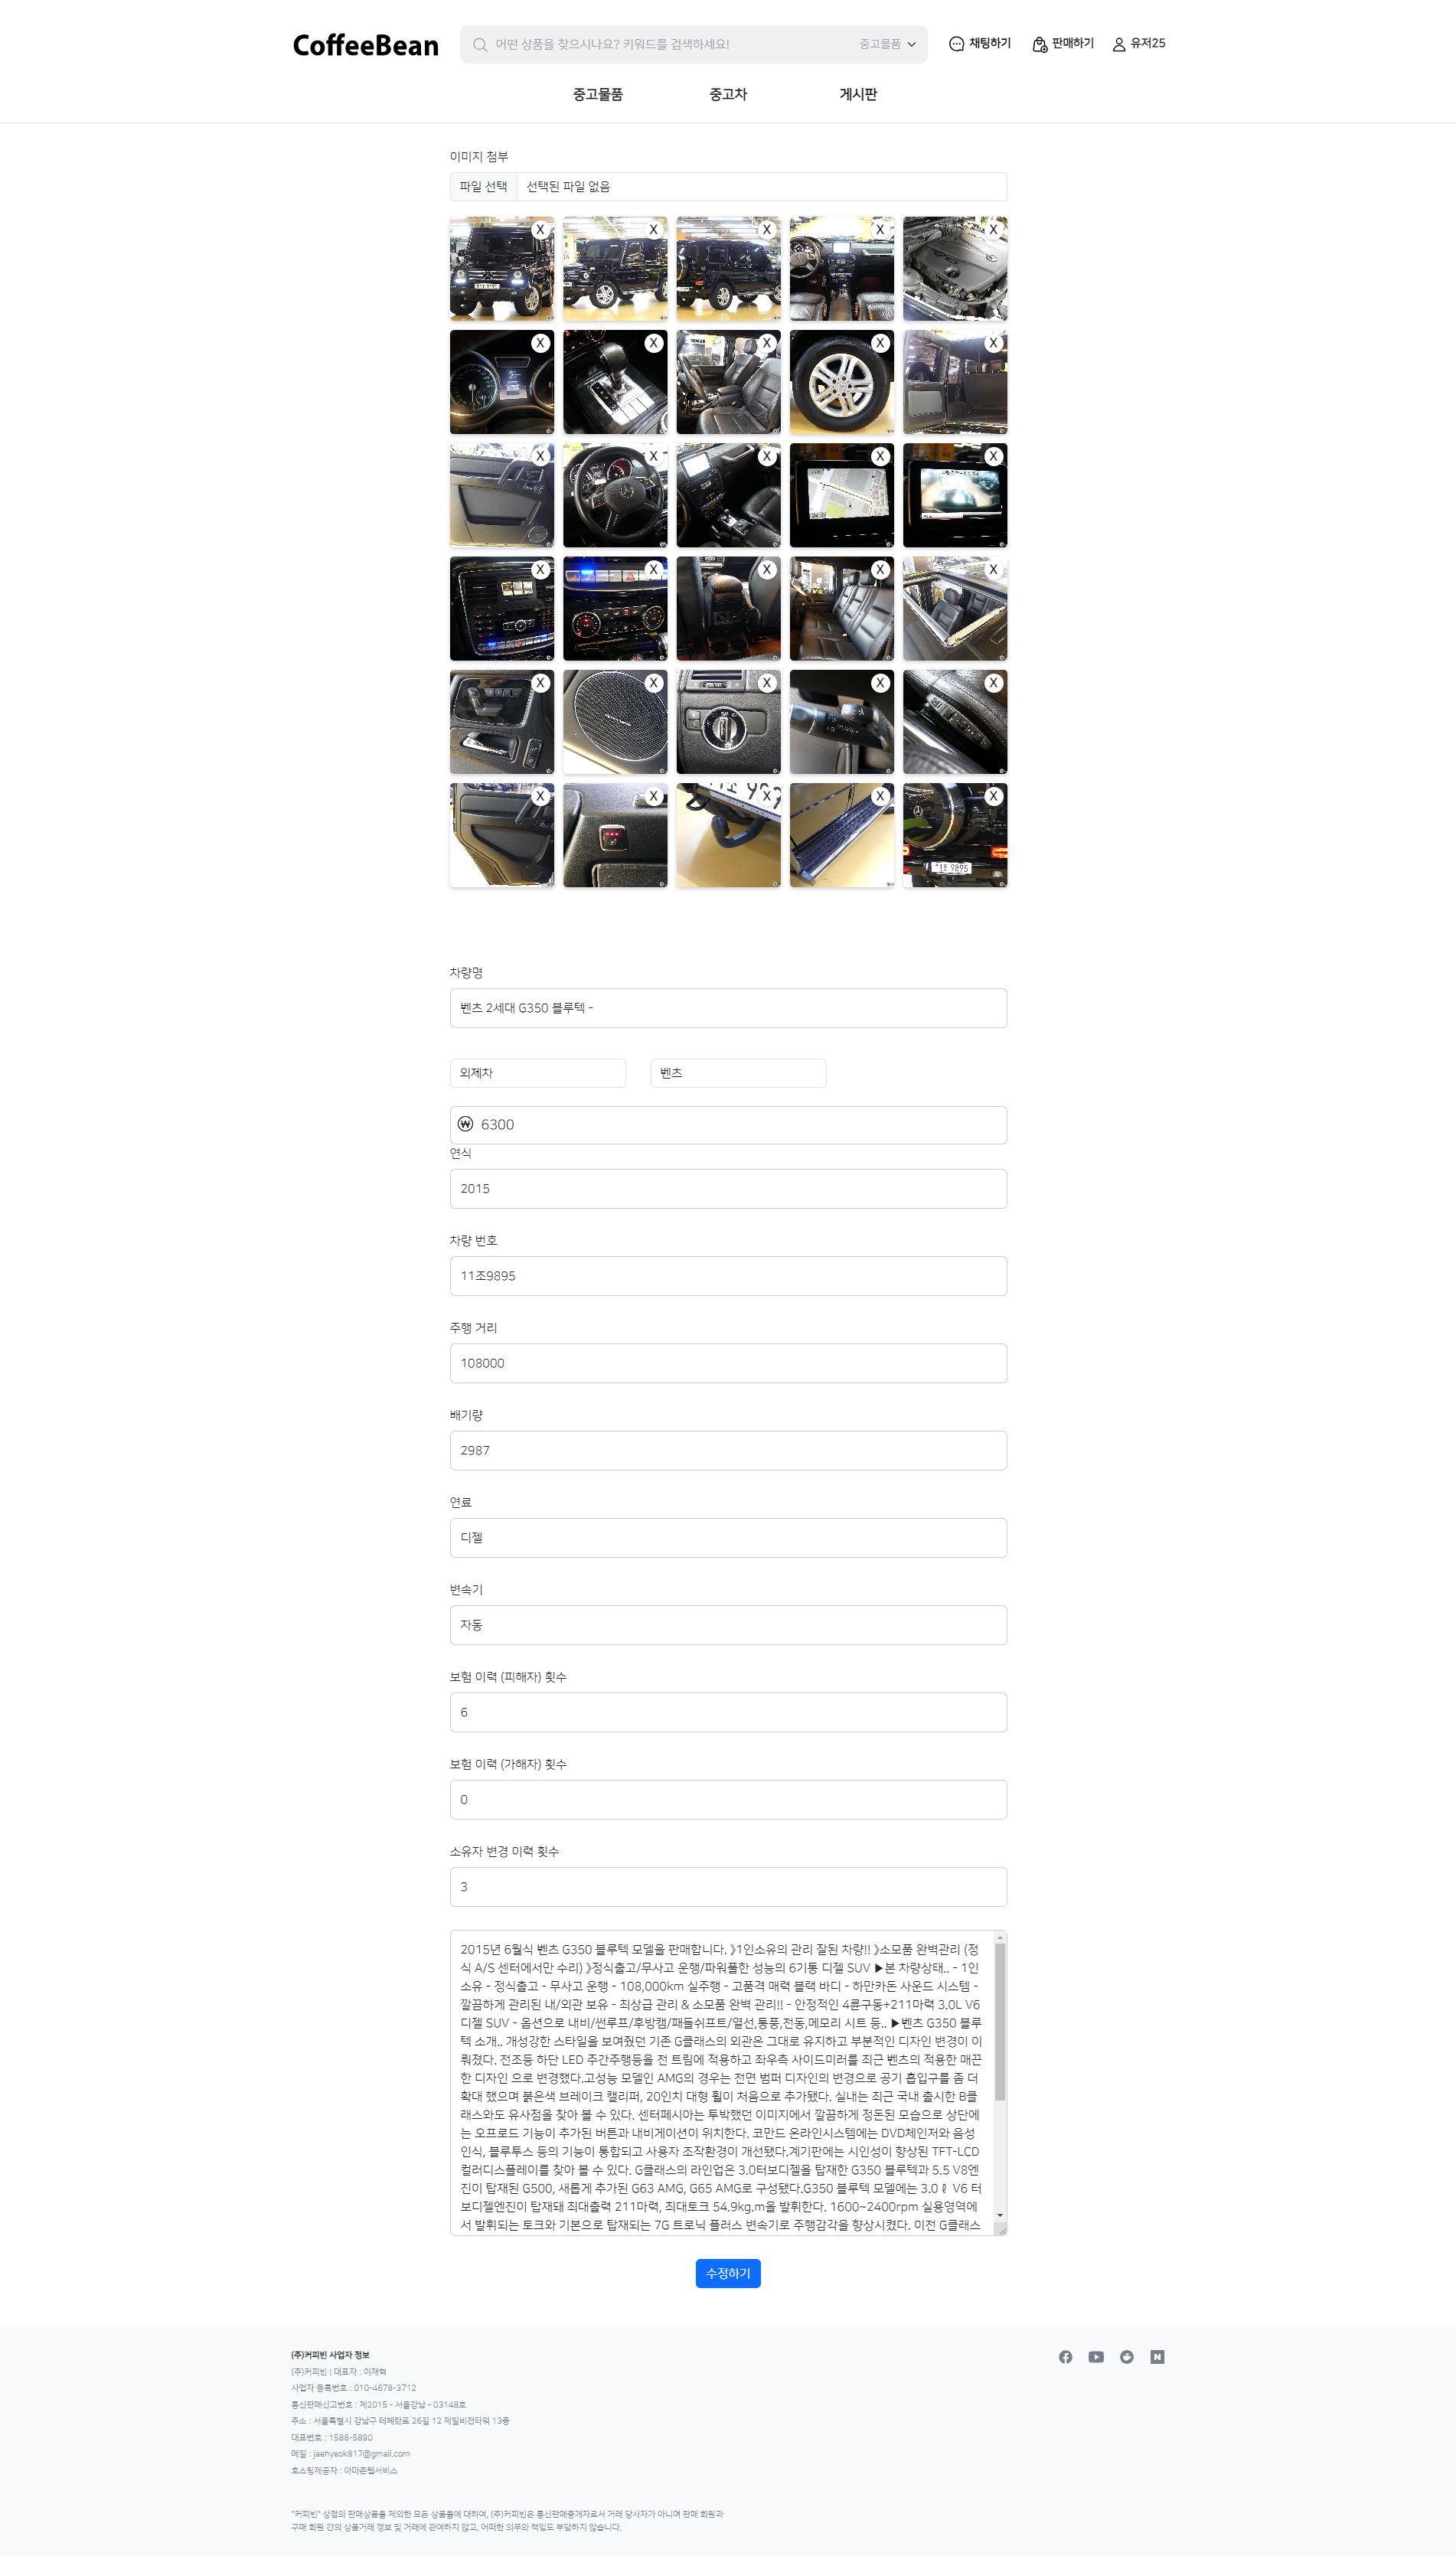 CoffeeBean
어떤 상품을 찾으시나요? 키워드를 검색하세요!
중고물품
채팅하기
판매하기
유저25
중고물품
중고차
게시판
이미지 첨부
파일 선택
선택된 파일 없음
X X X X X
X X X X X
X X X X X
X X X X X
X X X X X
X X X X X
11조 9895
차량명
벤츠 2세대 G350 블루텍 -
외제차
벤츠
6300
연식
2015
차량 번호
11조9895
주행 거리
108000
배기량
2987
연료
디젤
변속기
자동
보험 이력 (피해자) 횟수
6
보험 이력 (가해자) 횟수
0
소유자 변경 이력 횟수
3
2015년 6월식 벤츠 G350 블루텍 모델을 판매합니다. 》1인소유의 관리 잘된 차량!! 》소모품 완벽관리 (정
식 A/S 센터에서만 수리) 》정식출고/무사고 운행/파워풀한 성능의 6기통 디젤 SUV ▶본 차량상태.. - 1인
소유 - 정식출고 - 무사고 운행 - 108,000km 실주행 - 고품격 매력 블랙 바디 - 하만카돈 사운드 시스템 -
깔끔하게 관리된 내/외관 보유 - 최상급 관리 & 소모품 완벽 관리!! - 안정적인 4륜구동+211마력 3.0L V6
디젤 SUV - 옵션으로 내비/썬루프/후방캠/패들쉬프트/열선,통풍,전동,메모리 시트 등.. ▶벤츠 G350 블루
텍 소개.. 개성강한 스타일을 보여줬던 기존 G클래스의 외관은 그대로 유지하고 부분적인 디자인 변경이 이
뤄졌다. 전조등 하단 LED 주간주행등을 전 트림에 적용하고 좌우측 사이드미러를 최근 벤츠의 적용한 매끈
한 디자인 으로 변경했다.고성능 모델인 AMG의 경우는 전면 범퍼 디자인의 변경으로 공기 흡입구를 좀 더
확대 했으며 붉은색 브레이크 캘리퍼, 20인치 대형 휠이 처음으로 추가됐다. 실내는 최근 국내 출시한 B클
래스와도 유사점을 찾아 볼 수 있다. 센터페시아는 투박했던 이미지에서 깔끔하게 정돈된 모습으로 상단에
는 오프로드 기능이 추가된 버튼과 내비게이션이 위치한다. 코만드 온라인시스템에는 DVD체인저와 음성
인식, 블루투스 등의 기능이 통합되고 사용자 조작환경이 개선됐다.계기판에는 시인성이 향상된 TFT-LCD
컬러디스플레이를 찾아 볼 수 있다. G클래스의 라인업은 3.0터보디젤을 탑재한 G350 블루텍과 5.5 V8엔
진이 탑재된 G500, 새롭게 추가된 G63 AMG, G65 AMG로 구성됐다.G350 블루텍 모델에는 3.0ℓ V6 터
보디젤엔진이 탑재돼 최대출력 211마력, 최대토크 54.9kg.m을 발휘한다. 1600~2400rpm 실용영역에
서 발휘되는 토크와 기본으로 탑재되는 7G 트로닉 플러스 변속기로 주행감각을 향상시켰다. 이전 G클래스
수정하기
(주)커피빈 사업자 정보
(주)커피빈 | 대표자 : 이재혁
사업자 등록번호 : 010-4678-3712
통신판매신고번호 : 제2015 - 서울강남 - 03148호
주소 : 서울특별시 강남구 테헤란로 26길 12 제일비전타워 13층
대표번호 : 1588-5890
메일 : jaehyeok817@gmail.com
호스팅제공자 : 아마존웹서비스
"커피빈" 상점의 판매상품을 제외한 모든 상품들에 대하여, (주)커피빈은 통신판매중개자로서 거래 당사자가 아니며 판매 회원과
구매 회원 간의 상품거래 정보 및 거래에 관여하지 않고, 어떠한 의무와 책임도 부담하지 않습니다.